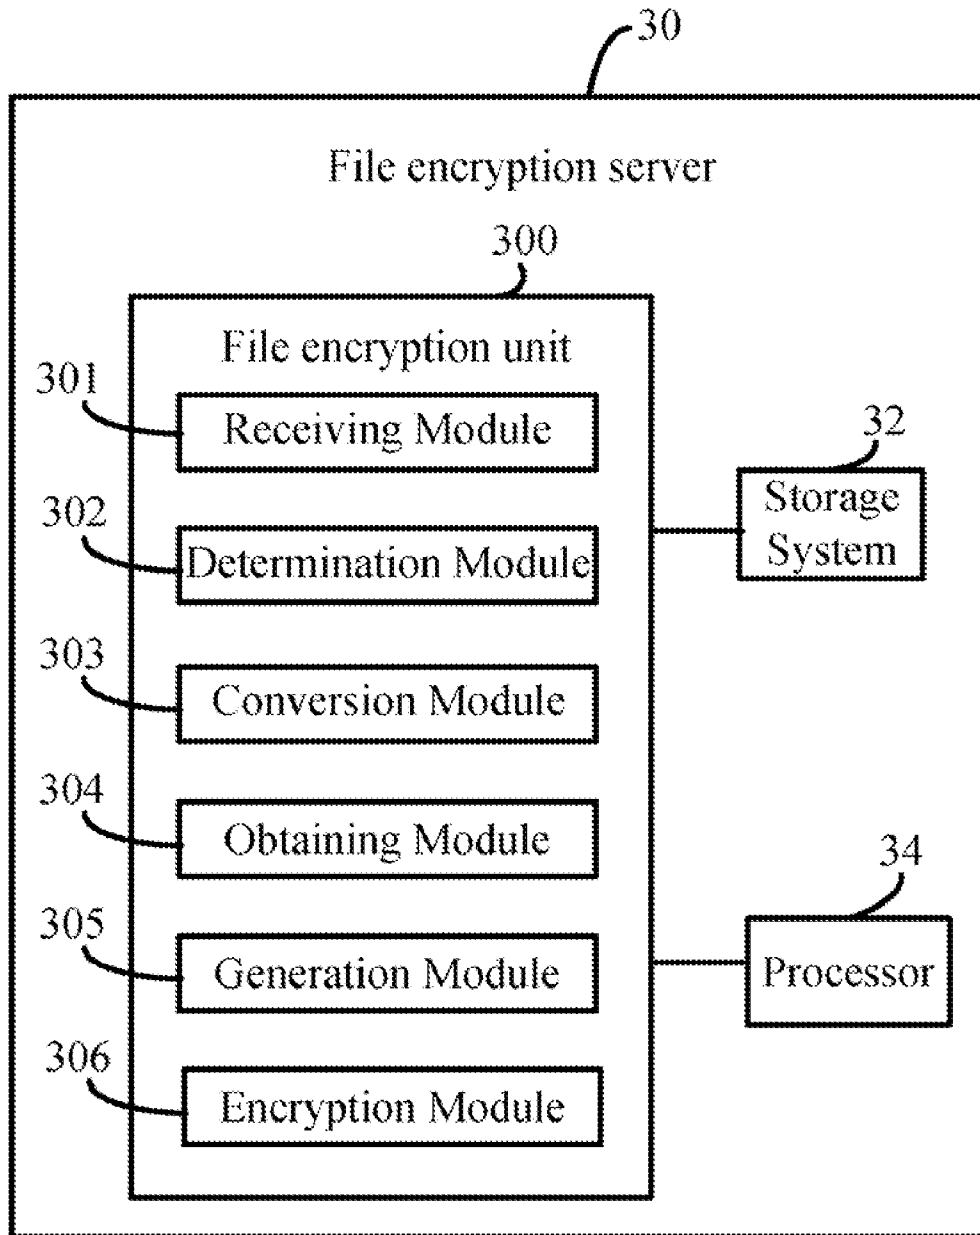 30
File encryption server
300
File encryption unit
301
Receiving Module
302
Determination Module
303
Conversion Module
304
Obtaining Module
305
Generation Module
306
Encryption Module
32
Storage
System
34
Processor